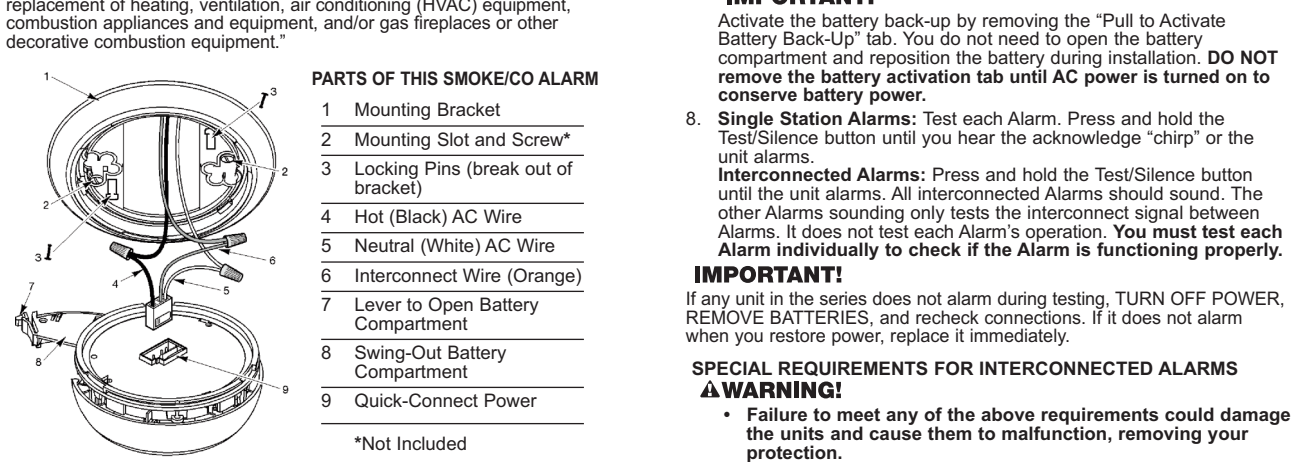 replacement of heating, ventilation, air conditioning (HVAC) equipment,
combustion appliances and equipment, and/or gas fireplaces or other
decorative combustion equipment.”
1
3
2
2
3
4
5
6
7
8
9
PARTS OF THIS SMOKE/CO ALARM
1 Mounting Bracket
2 Mounting Slot and Screw*
3 Locking Pins (break out of
bracket)
4 Hot (Black) AC Wire
5 Neutral (White) AC Wire
6 Interconnect Wire (Orange)
7 Lever to Open Battery
Compartment
8 Swing-Out Battery
Compartment
9 Quick-Connect Power
*Not Included
IMPORTANT!
Activate the battery back-up by removing the “Pull to Activate
Battery Back-Up” tab. You do not need to open the battery
compartment and reposition the battery during installation. DO NOT
remove the battery activation tab until AC power is turned on to
conserve battery power.
8. Single Station Alarms: Test each Alarm. Press and hold the
Test/Silence button until you hear the acknowledge “chirp” or the
unit alarms.
Interconnected Alarms: Press and hold the Test/Silence button
until the unit alarms. All interconnected Alarms should sound. The
other Alarms sounding only tests the interconnect signal between
Alarms. It does not test each Alarm’s operation. You must test each
Alarm individually to check if the Alarm is functioning properly.
IMPORTANT!
If any unit in the series does not alarm during testing, TURN OFF POWER,
REMOVE BATTERIES, and recheck connections. If it does not alarm
when you restore power, replace it immediately.
SPECIAL REQUIREMENTS FOR INTERCONNECTED ALARMS
WARNING!
• Failure to meet any of the above requirements could damage
the units and cause them to malfunction, removing your
protection.